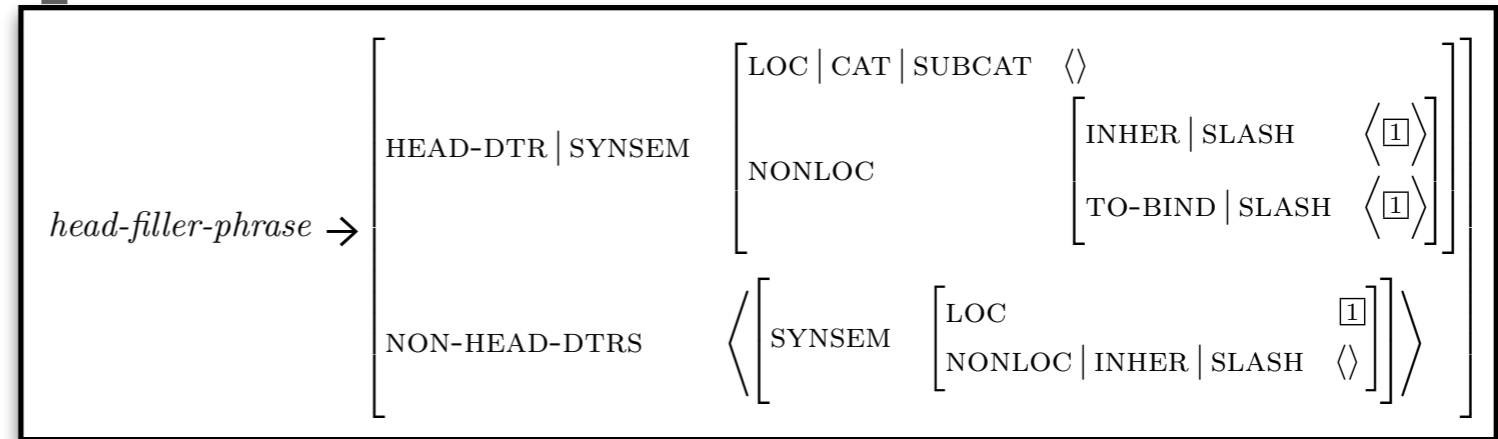 LOC | CAT | SUBCAT ⟨⟩
HEAD-DTR | SYNSEM
INHER | SLASH ⟨1⟩
NONLOC
TO-BIND | SLASH ⟨1⟩
head-filler-phrase →
LOC 1
NON-HEAD-DTRS ⟨[SYNSEM
NONLOC | INHER | SLASH ⟨⟩]⟩